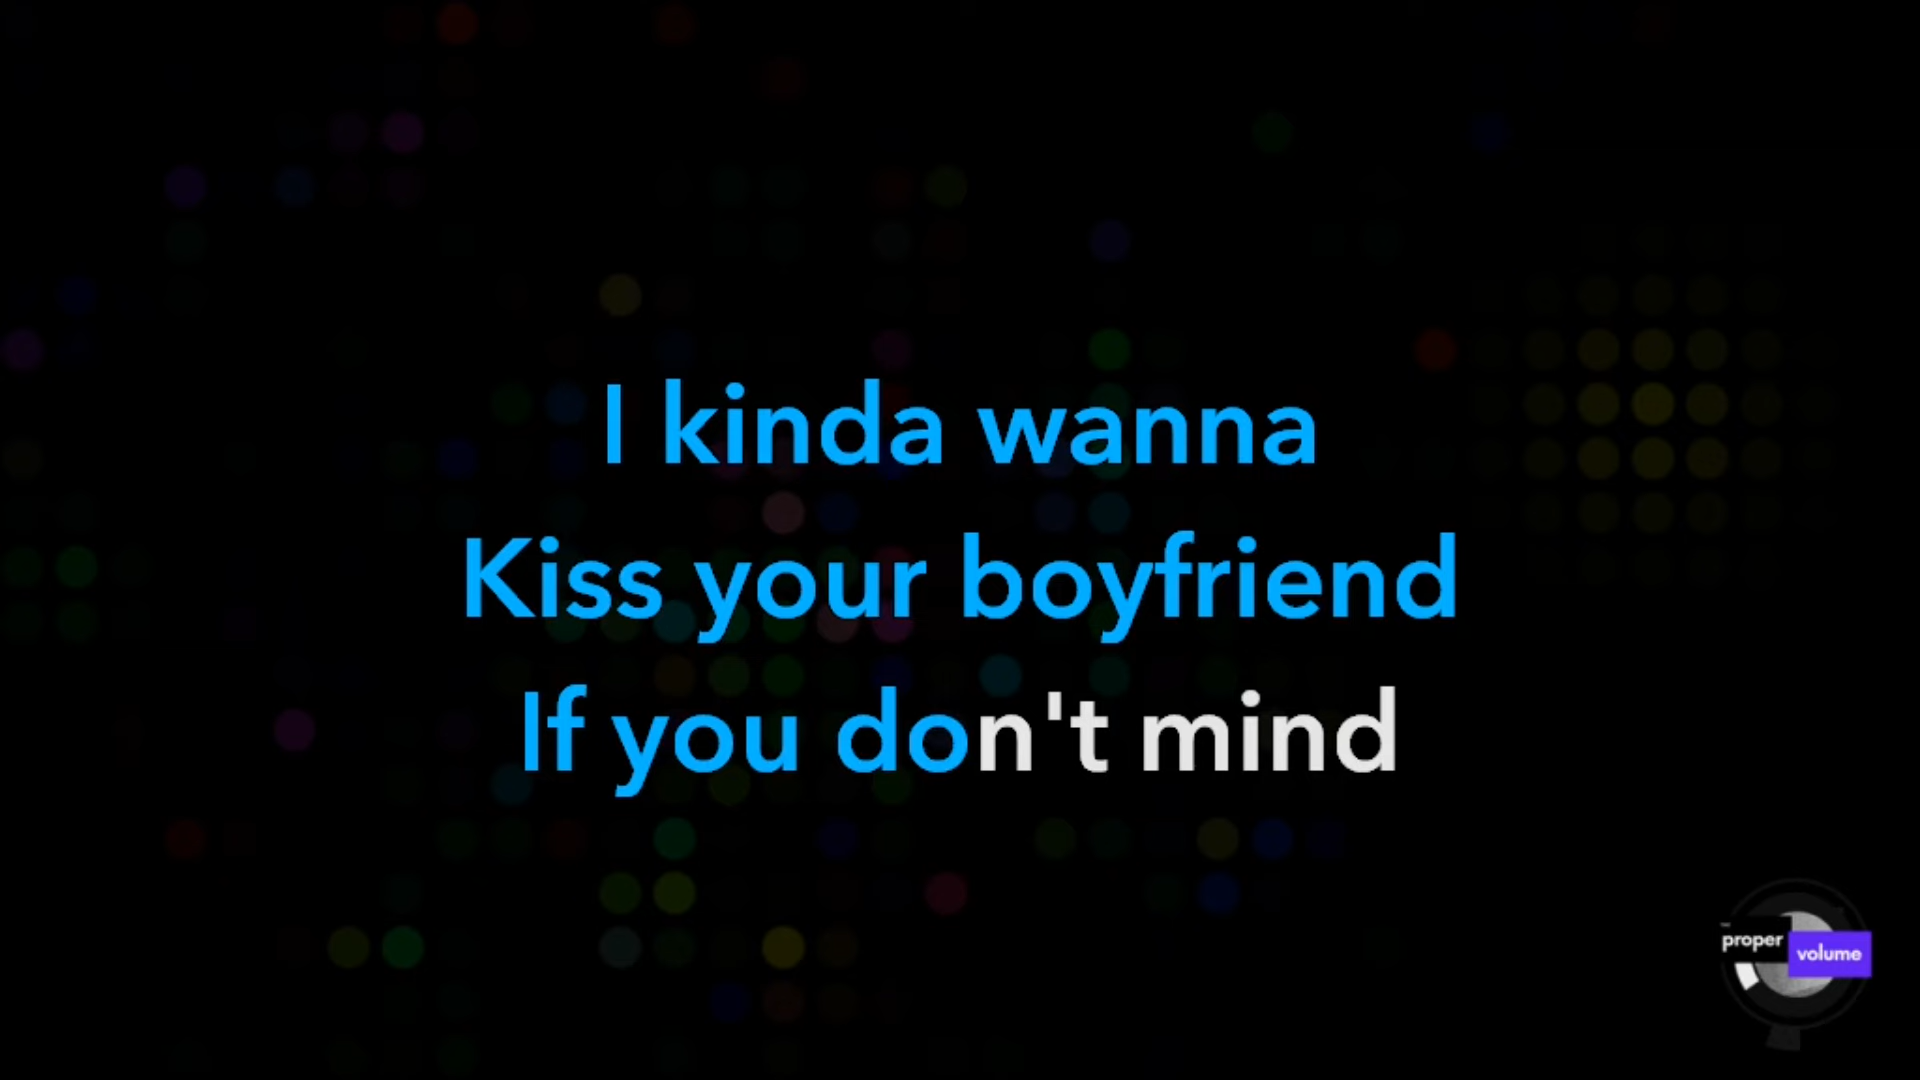 I kinda wanna
Kiss your boyfriend
If you don't mind
proper
volume